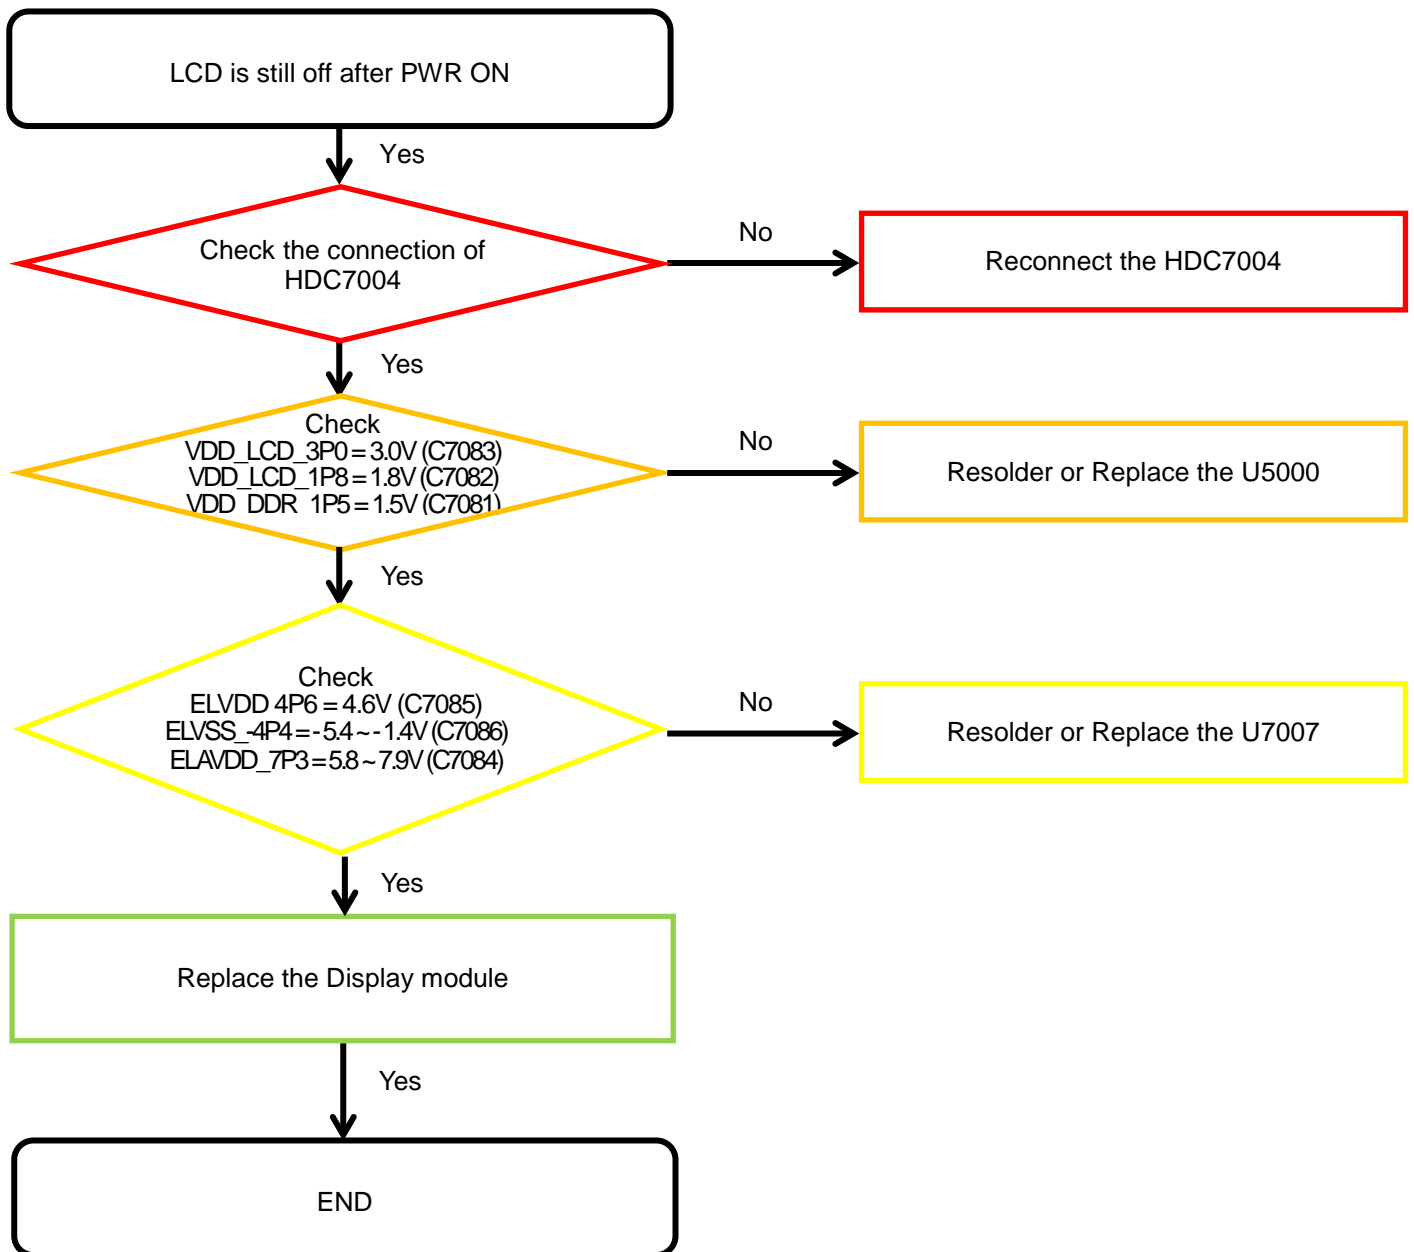 LCD is still off after PWR ON
Yes
Check the connection of
HDC7004
No
Reconnect the HDC7004
Yes
Check
VDD_LCD_3P0 = 3.0V (C7083)
VDD_LCD_1P8 = 1.8V (C7082)
VDD_DDR_1P5 = 1.5V (C7081)
No
Resolder or Replace the U5000
Yes
Check
ELVDD 4P6 = 4.6V (C7085)
ELVSS_-4P4 = - 5.4 ~ - 1.4V (C7086)
ELAVDD_7P3 = 5.8 ~ 7.9V (C7084)
No
Resolder or Replace the U7007
Yes
Replace the Display module
Yes
END